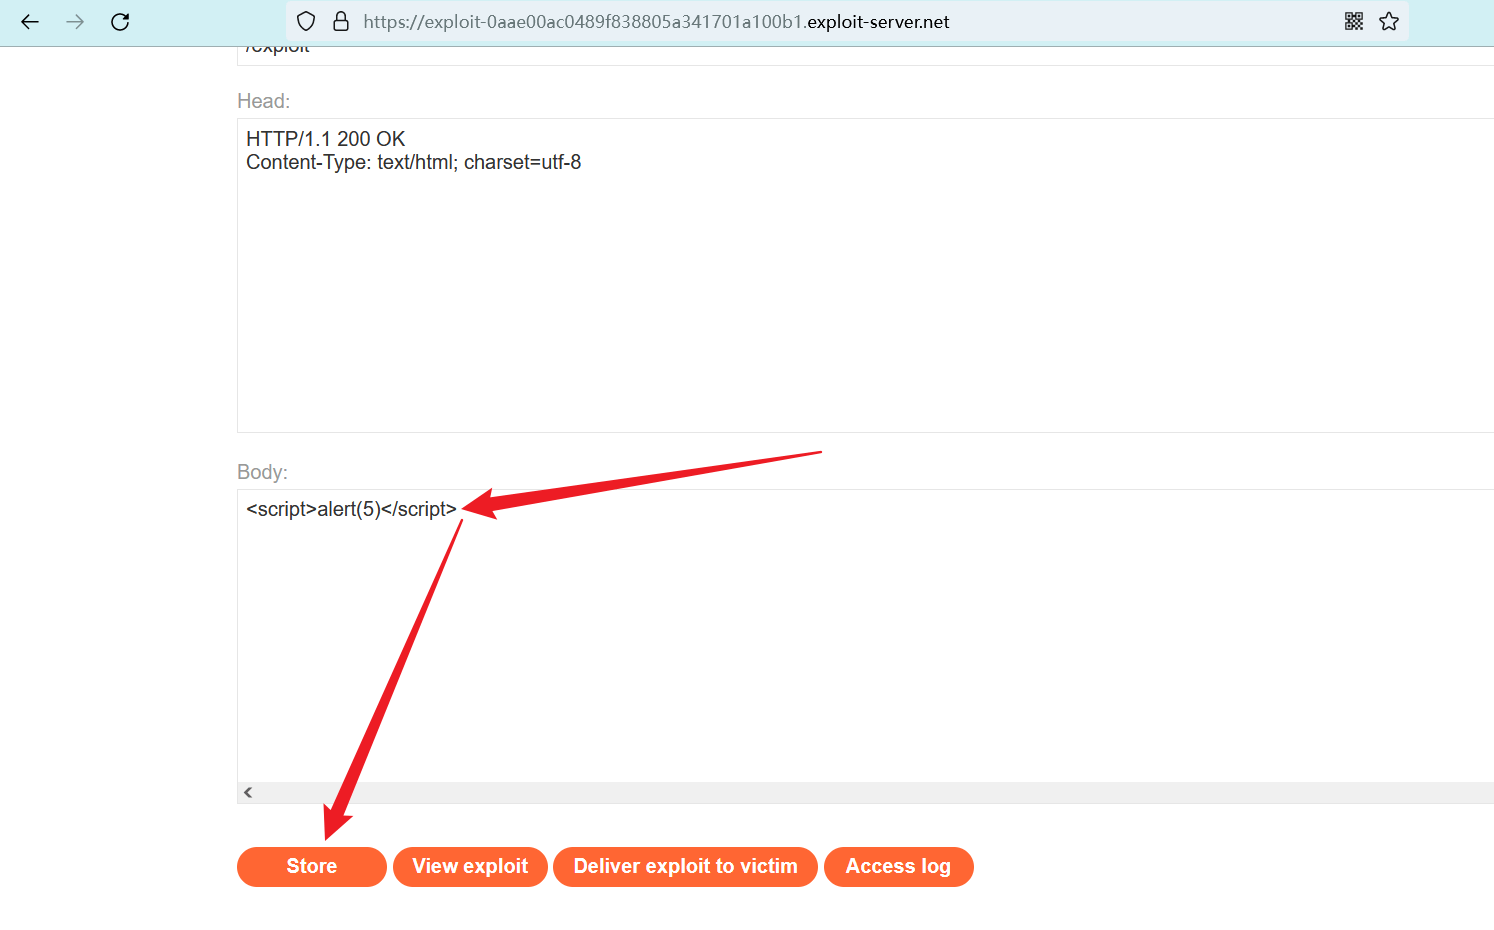 https://exploit-0aae00ac0489f838805a341701a100b1.exploit-server.net
/exploit
Head:
HTTP/1.1 200 OK
Content-Type: text/html; charset=utf-8
Body:
<script>alert(5)</script>
Store
View exploit
Deliver exploit to victim
Access log